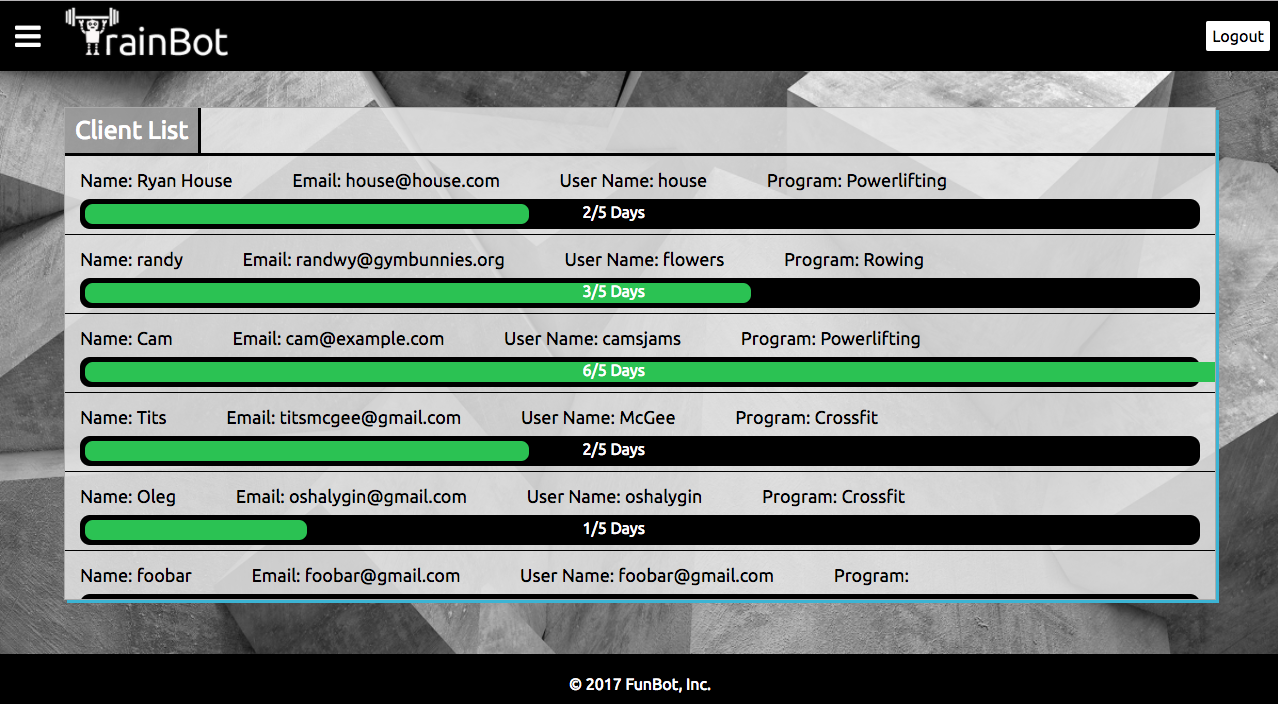 TrainBot
Logout
Client List
Name: Ryan House Email: house@house.com User Name: house Program: Powerlifting
2/5 Days
Name: randy Email: randwy@gymbunnies.org User Name: flowers Program: Rowing
3/5 Days
Name: Cam Email: cam@example.com User Name: camsjams Program: Powerlifting
6/5 Days
Name: Tits Email: titsmcgee@gmail.com User Name: McGee Program: Crossfit
2/5 Days
Name: Oleg Email: oshalygin@gmail.com User Name: oshalygin Program: Crossfit
1/5 Days
Name: foobar Email: foobar@gmail.com User Name: foobar@gmail.com Program:
© 2017 FunBot, Inc.